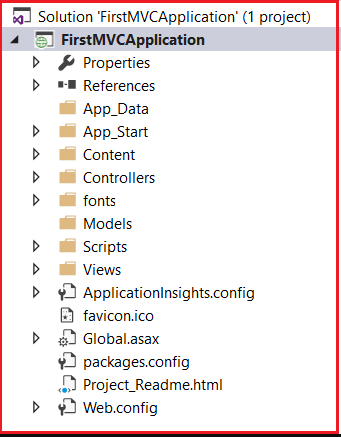 Solution 'FirstMVCApplication' (1 project)
FirstMVCApplication
Properties
References
App_Data
App_Start
Content
Controllers
fonts
Models
Scripts
Views
ApplicationInsights.config
favicon.ico
Global.asax
packages.config
Project_Readme.html
Web.config